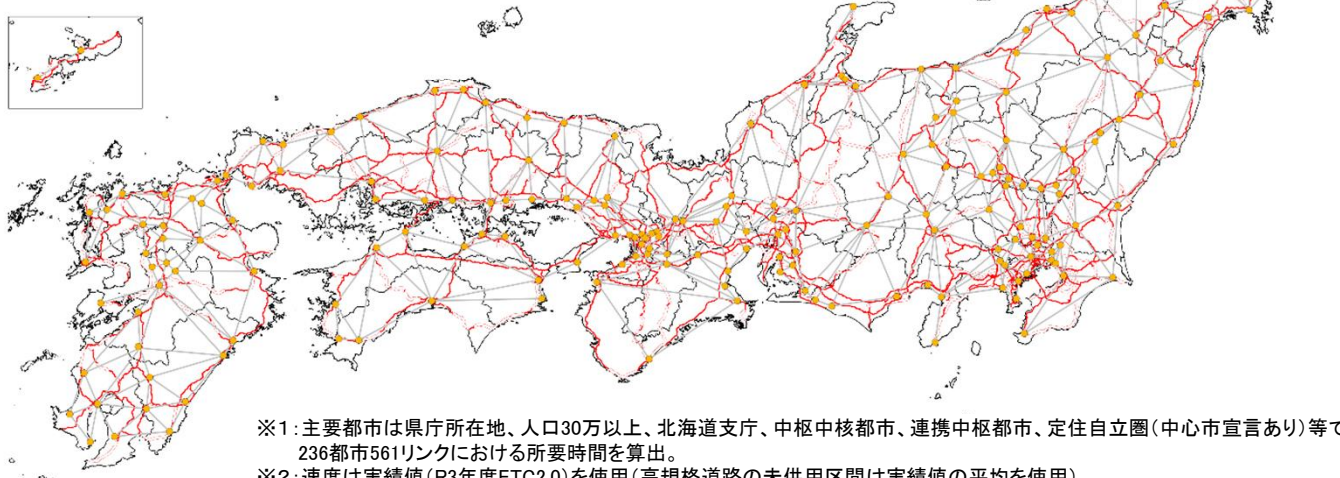 ※1：主要都市は県庁所在地、人口30万以上、北海道支庁、中枢中核都市、連携中枢都市、定住自立圏（中心市宣言あり）等で
236都市561リンクにおける所要時間を算出。
※2：速度は実績値（R3年度ETC2.0）を使用（高規格道路の未供用区間は実績値の平均を使用）